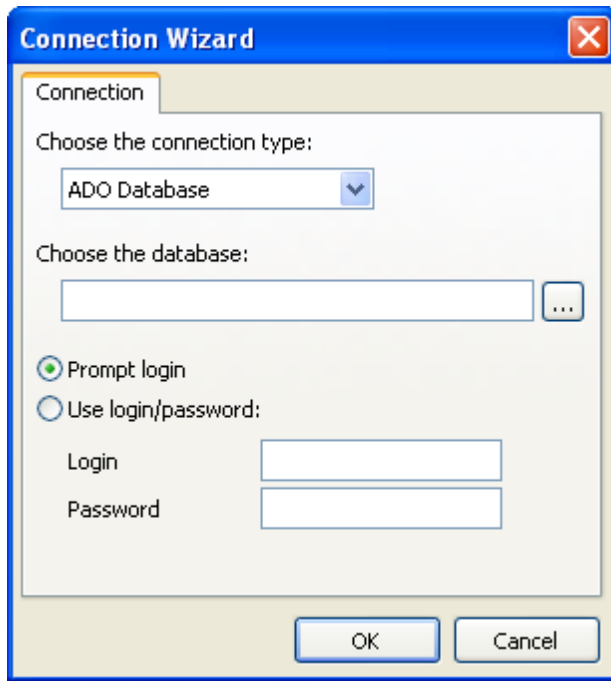 Connection Wizard
Connection
Choose the connection type:
ADO Database
Choose the database:
...
Prompt login
Use login/password:
Login
Password
OK Cancel